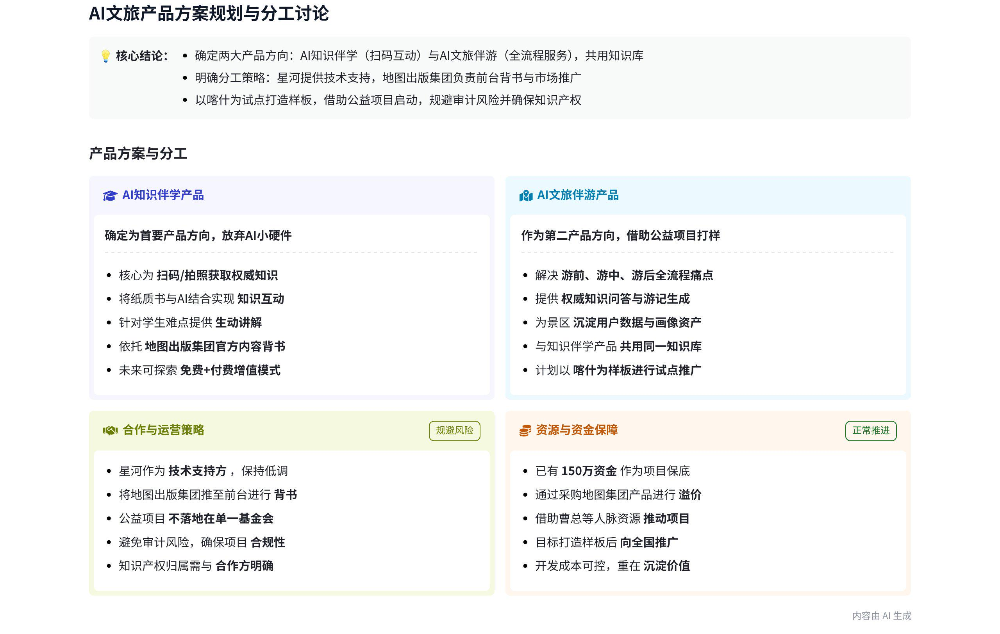 AI文旅产品方案规划与分工讨论
💡 核心结论：
• 确定两大产品方向：AI知识伴学（扫码互动）与AI文旅伴游（全流程服务），共用知识库
• 明确分工策略：星河提供技术支持，地图出版集团负责前台背书与市场推广
• 以喀什为试点打造样板，借助公益项目启动，规避审计风险并确保知识产权
产品方案与分工
AI知识伴学产品
确定为首要产品方向，放弃AI小硬件
• 核心为 扫码/拍照获取权威知识
• 将纸质书与AI结合实现 知识互动
• 针对学生难点提供 生动讲解
• 依托 地图出版集团官方内容背书
• 未来可探索 免费+付费增值模式
AI文旅伴游产品
作为第二产品方向，借助公益项目打样
• 解决 游前、游中、游后全流程痛点
• 提供 权威知识问答与游记生成
• 为景区 沉淀用户数据与画像资产
• 与知识伴学产品 共用同一知识库
• 计划以 喀什为样板进行试点推广
合作与运营策略
规避风险
• 星河作为 技术支持方 ，保持低调
• 将地图出版集团推至前台进行 背书
• 公益项目 不落地在单一基金会
• 避免审计风险，确保项目 合规性
• 知识产权归属需与 合作方明确
资源与资金保障
正常推进
• 已有 150万资金 作为项目保底
• 通过采购地图集团产品进行 溢价
• 借助曹总等人脉资源 推动项目
• 目标打造样板后 向全国推广
• 开发成本可控，重在 沉淀价值
内容由 AI 生成